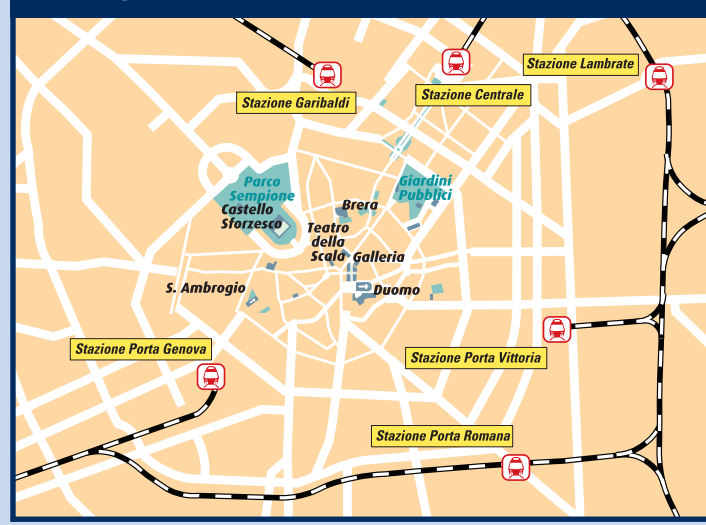 Stazione Lambrate
Stazione Garibaldi
Stazione Centrale
Parco
Sempione
Giardini
Pubblici
Castello
Sforzesco
Brera
Teatro
della
Scala
Galleria
S. Ambrogio
Duomo
Stazione Porta Genova
Stazione Porta Vittoria
Stazione Porta Romana